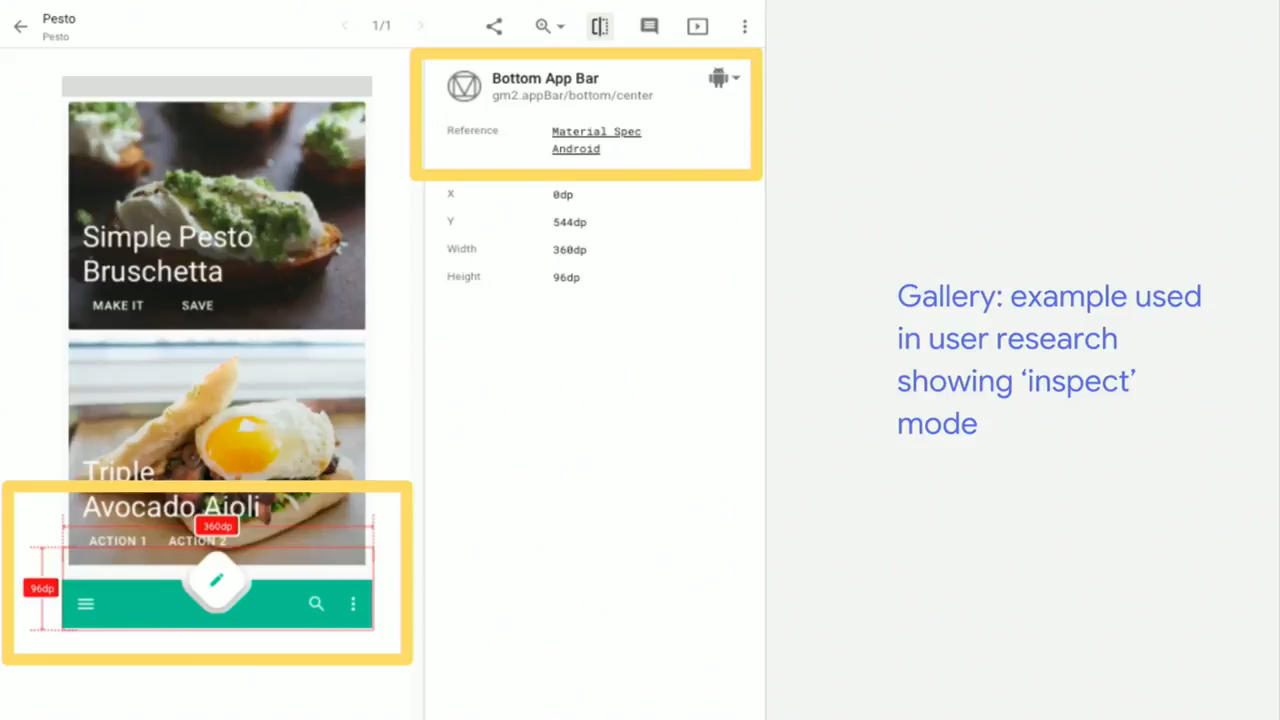 Pesto
Pesto
1/1
Bottom App Bar
gm2.appBar/bottom/center
Reference
Material Spec
Android
X
0dp
Y
544dp
Width
360dp
Height
96dp
Simple Pesto
Bruschetta
MAKE IT SAVE
Triple
Avocado Aioli
360dp
ACTION 1 ACTION 2
96dp
Gallery: example used
in user research
showing ‘inspect’
mode